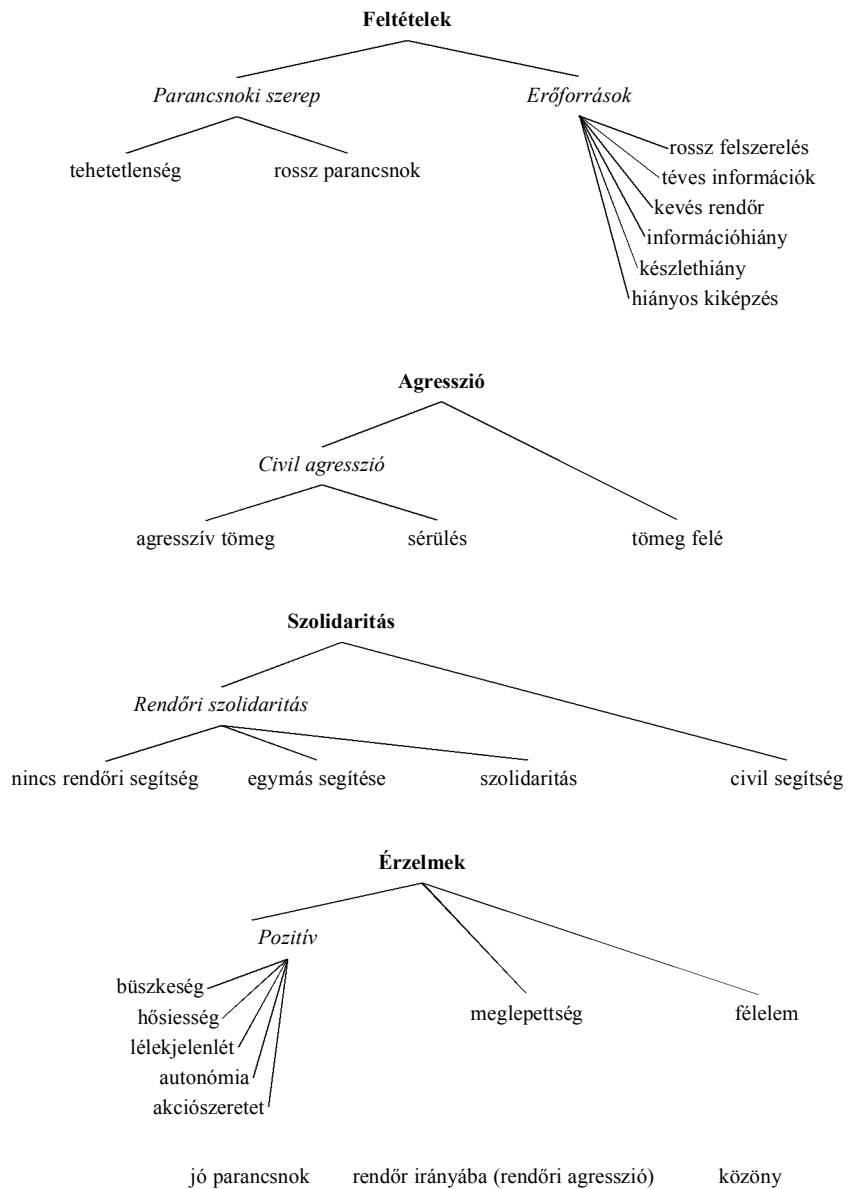 Feltételek
Parancsnoki szerep Erőforrások
tehetetlenség rossz parancsnok rossz felszerelés
téves információk
kevés rendőr
információhiány
készlethiány
hiányos kiképzés
Agresszió
Civil agresszió
agresszív tömeg sérülés tömeg felé
Szolidaritás
Rendőri szolidaritás
nincs rendőri segítség egymás segítése szolidaritás civil segítség
Érzelmek
Pozitív
büszkeség
hősiesség
lélekjelenlét
autonómia
akciószeretet
meglepettség félelem
jó parancsnok rendőr irányába (rendőri agresszió) közöny